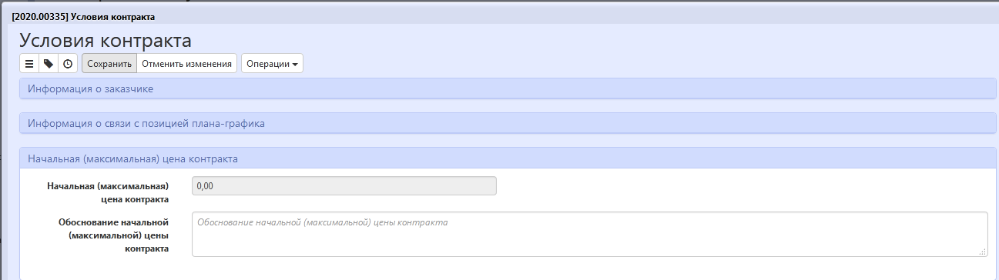 [2020.00335] Условия контракта
Условия контракта
Сохранить Отменить изменения Операции
Информация о заказчике
Информация о связи с позицией плана-графика
Начальная (максимальная) цена контракта
Начальная (максимальная)
цена контракта
0,00
Обоснование начальной
(максимальной) цены
контракта
Обоснование начальной (максимальной) цены контракта